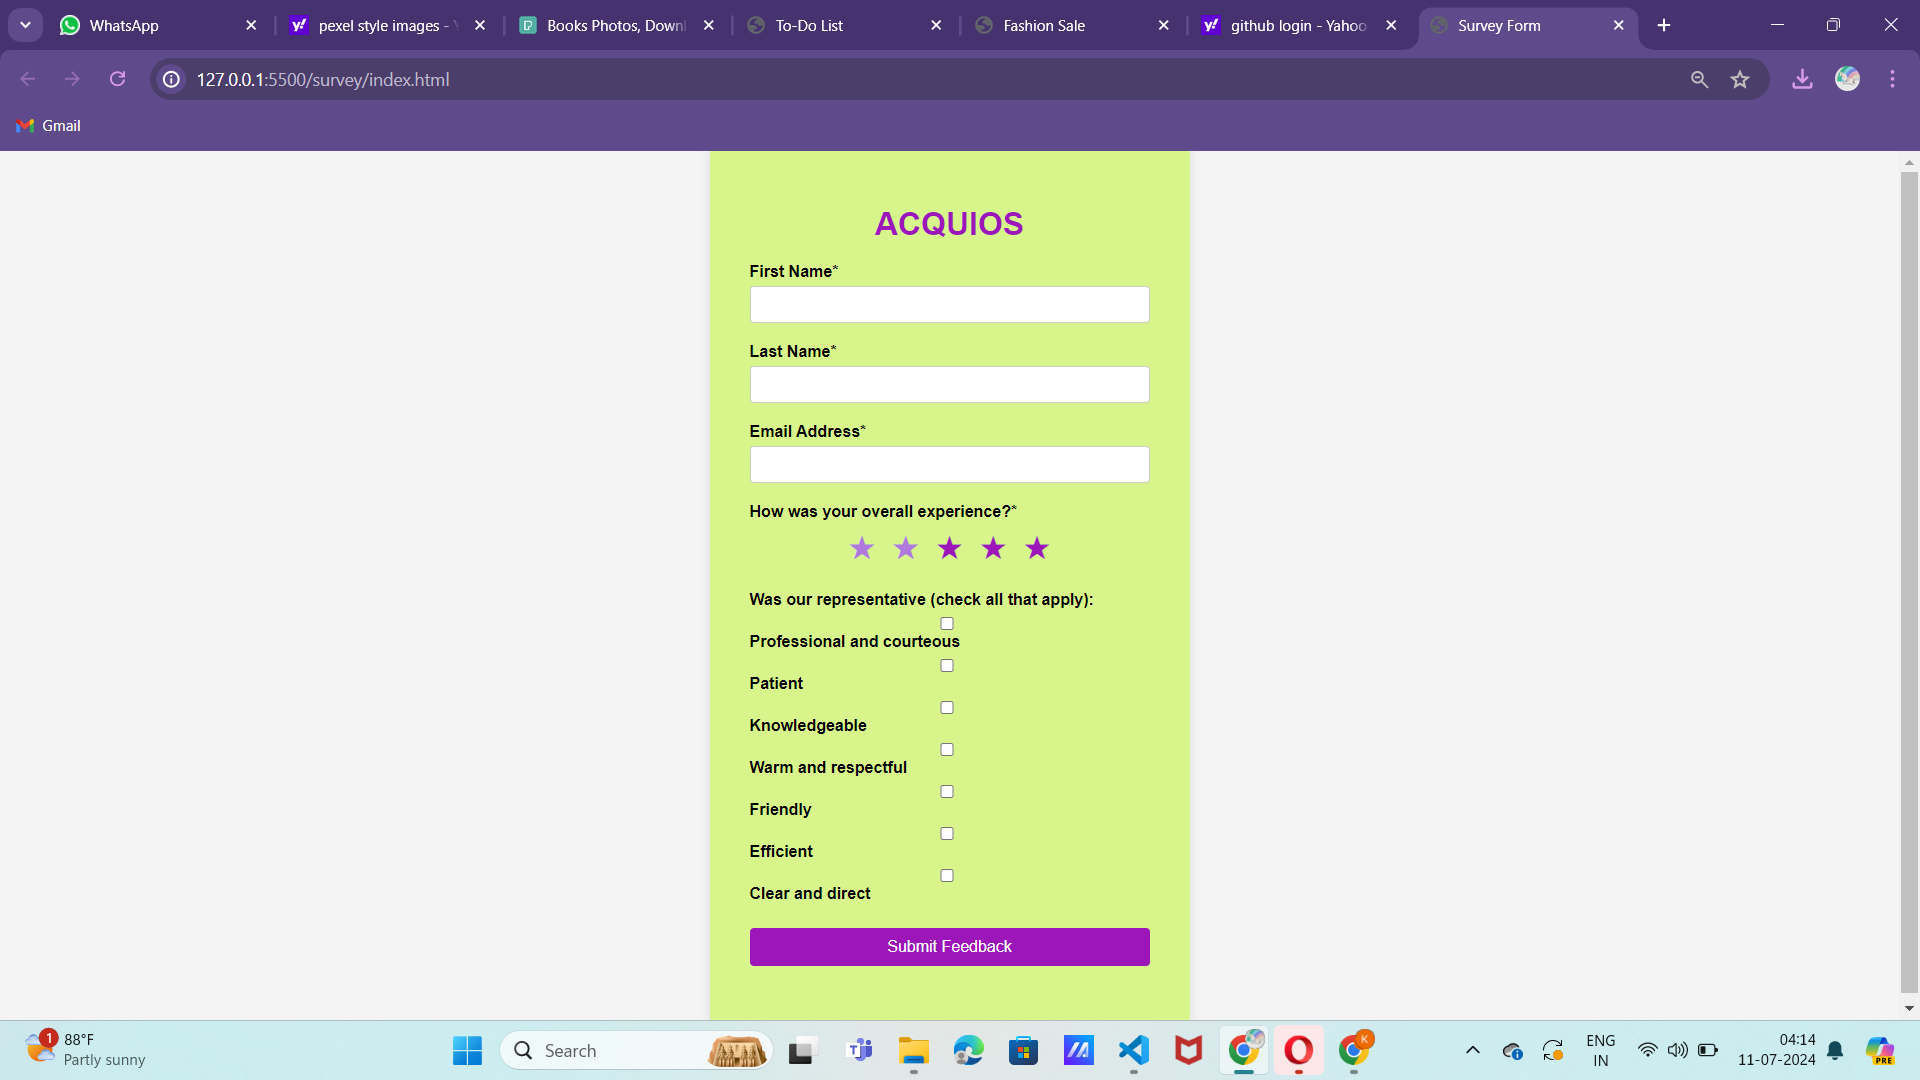 WhatsApp
pexel style images - Y
Books Photos, Downl
To-Do List
Fashion Sale
github login - Yahoo
Survey Form
127.0.0.1:5500/survey/index.html
Gmail
ACQUIOS
First Name*
Last Name*
Email Address*
How was your overall experience?*
★ ★ ★ ★ ★
Was our representative (check all that apply):
Professional and courteous
Patient
Knowledgeable
Warm and respectful
Friendly
Efficient
Clear and direct
Submit Feedback
1
88°F
Partly sunny
Search
K
ENG
IN
04:14
11-07-2024
PRE